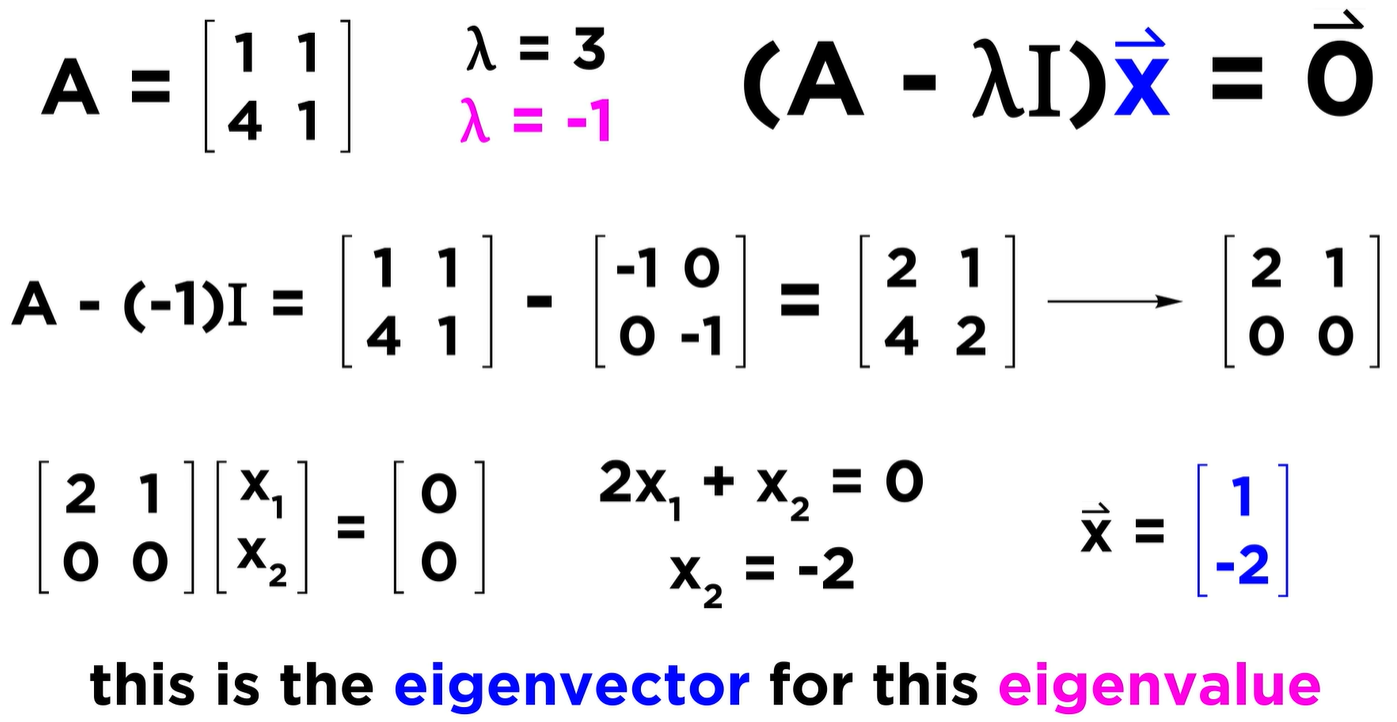 A = [1 1; 4 1] λ = 3 λ = -1 (A - λI)x⃗ = 0⃗
A - (-1)I = [1 1; 4 1] - [-1 0; 0 -1] = [2 1; 4 2] ⟶ [2 1; 0 0]
[2 1; 0 0] [x₁; x₂] = [0; 0] 2x₁ + x₂ = 0 x₂ = -2 x⃗ = [1; -2]
this is the eigenvector for this eigenvalue